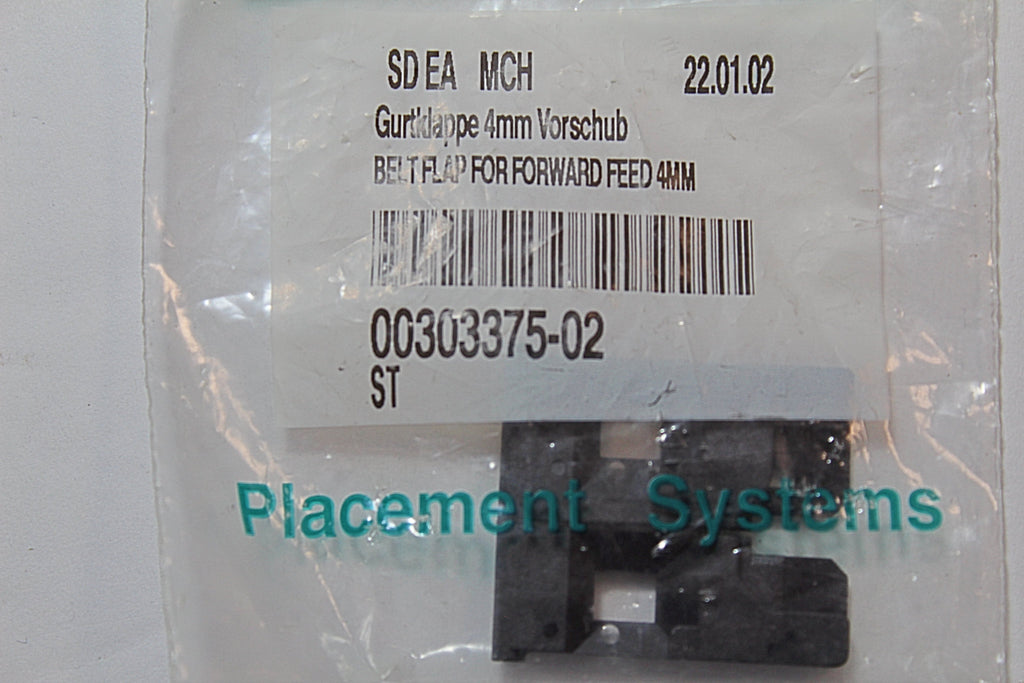 SD EA MCH 22.01.02
Gurtklappe 4mm Vorschub
BELT FLAP FOR FORWARD FEED 4MM
00303375-02
ST
Placement Systems